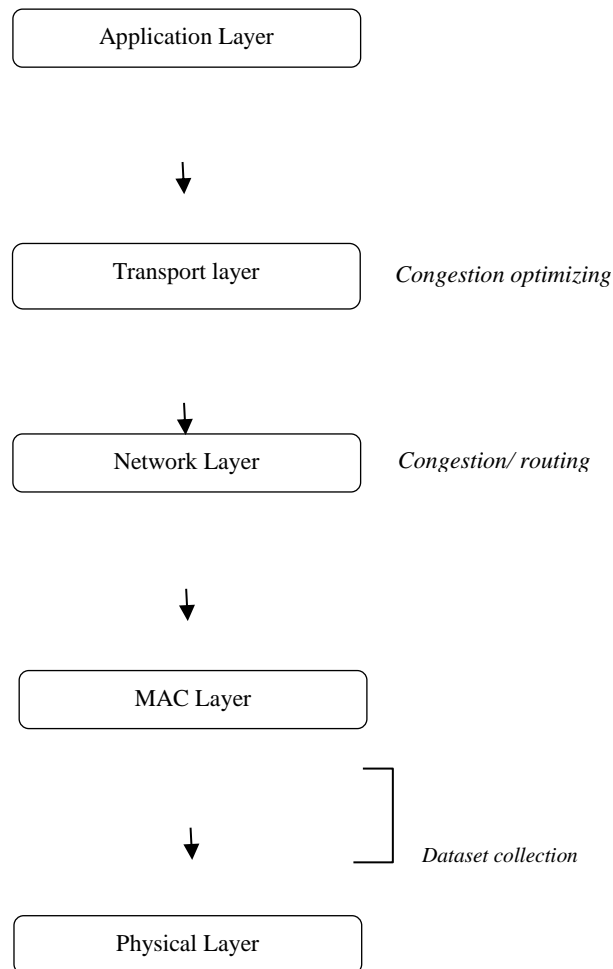 Application Layer
Transport layer
Congestion optimizing
Network Layer
Congestion/ routing
MAC Layer
Dataset collection
Physical Layer